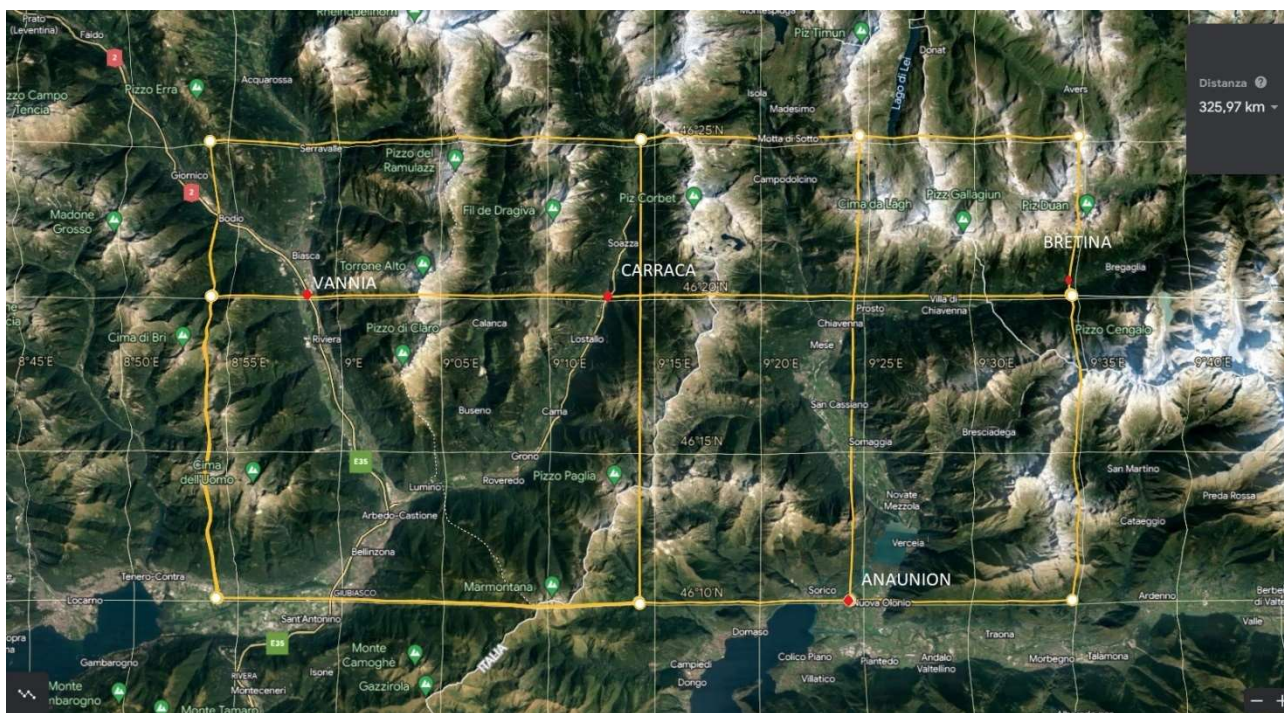 Prato
(Leventina)
Faido
2
Rheinquellhorn
Montespluga
Piz Timun
Donat
Lago di Lei
Distanza
325,97 km
Pizzo Erra
Acquarossa
Isola
Madesimo
Avers
zzo Campo
Tencia
46°25'N
Motta di Sotto
Serravalle
Pizzo del
Ramulazz
Giornico
2
Campodolcino
Madone
Grosso
Bodio
Fil de Dragiva
Piz Corbet
Cima da Lagh
Pizz Gallagiun
Piz Duan
Soazza
BRETINA
Biasca
Torrone Alto
VANNIA
CARRACA
Bregaglia
46°20'N
Villa di
Chiavenna
Prosto
Cima di Bri
Riviera
Pizzo di Claro
Calanca
Lostallo
Chiavenna
Mese
Pizzo Cengalo
8°45'E
8°50'E
8°55'E
9°E
9°05'E
9°10'E
9°15'E
9°20'E
9°25'E
9°30'E
9°35'E
9°40'E
Buseno
Cama
San Cassiano
46°15'N
Somaggia
Bresciadega
Grono
Roveredo
Pizzo Paglia
E35
Cima
dell'Uomo
Lumino
San Martino
Preda Rossa
Novate
Mezzola
Arbedo-Castione
Cataeggio
Bellinzona
Verceia
Tenero-Contra
Locarno
GIUBIASCO
Marmontana
46°10'N
Sorico
ANAUNION
Nuova Olonio
Ardenno
Sant'Antonino
E35
Domaso
Traona
Valle
Gambarogno
Isone
Monte
Camoghè
ITALIA
Campiedi
Dongo
Colico Piano
Piantedo
Andalo
Valtellino
Morbegno
Talamona
RIVERA
Monteceneri
Gazzirola
Villatico
Monte
mbarogno
Monte Tamaro